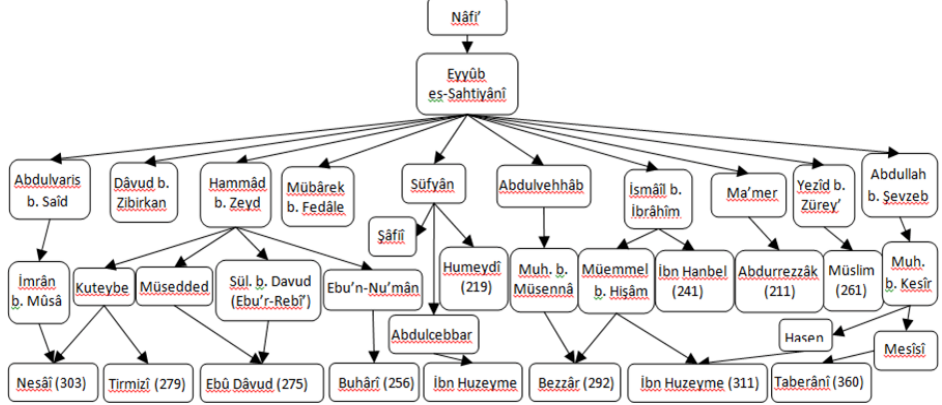 Nâfi'
Eyyûb
es-Sahtiyânî
Abdulvaris
b. Saîd
Dâvud b.
Zibirkan
Hammâd
b. Zeyd
Mübârek
b. Fedâle
Süfyân
Abdulvehhâb
İsmâîl b.
İbrâhîm
Ma'mer
Yezîd b.
Zürey'
Abdullah
b. Şevzeb
Şâfiî
İmrân
b. Mûsâ
Kuteybe
Müsedded
Sül. b. Davud
(Ebu'r-Rebî')
Ebu'n-Nu'mân
Humeydî
(219)
Muh. b.
Müsennâ
Müemmel
b. Hişâm
İbn Hanbel
(241)
Abdurrezzâk
(211)
Müslim
(261)
Muh.
b. Kesîr
Abdulcebbar
Hasen
Mesîsî
Nesâî (303)
Tirmizî (279)
Ebû Dâvud (275)
Buhârî (256)
İbn Huzeyme
Bezzâr (292)
İbn Huzeyme (311)
Taberânî (360)